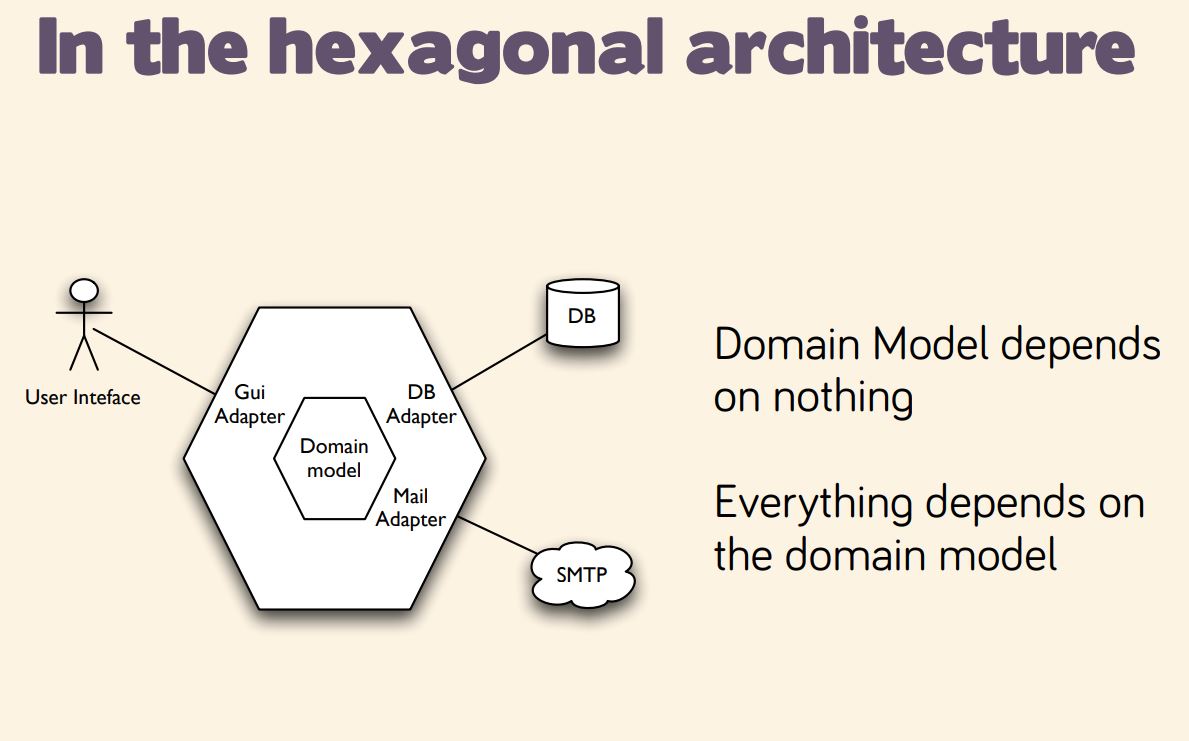 In the hexagonal architecture
User Inteface
Gui
Adapter
Domain
model
DB
Adapter
Mail
Adapter
DB
SMTP
Domain Model depends
on nothing
Everything depends on
the domain model